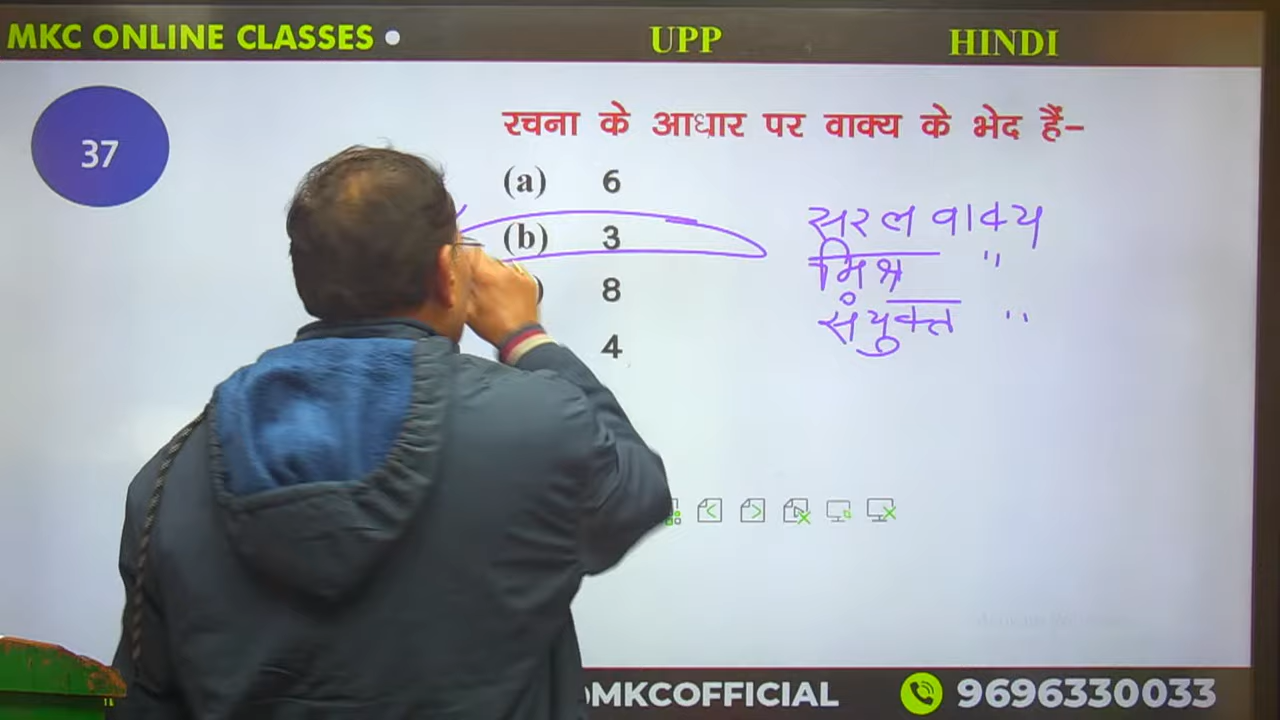 MKC ONLINE CLASSES UPP HINDI
37
रचना के आधार पर वाक्य के भेद हैं–
(a) 6
(b) 3
8
4
सरल वाक्य
मिश्र "
संयुक्त "
MKCOFFICIAL 9696330033